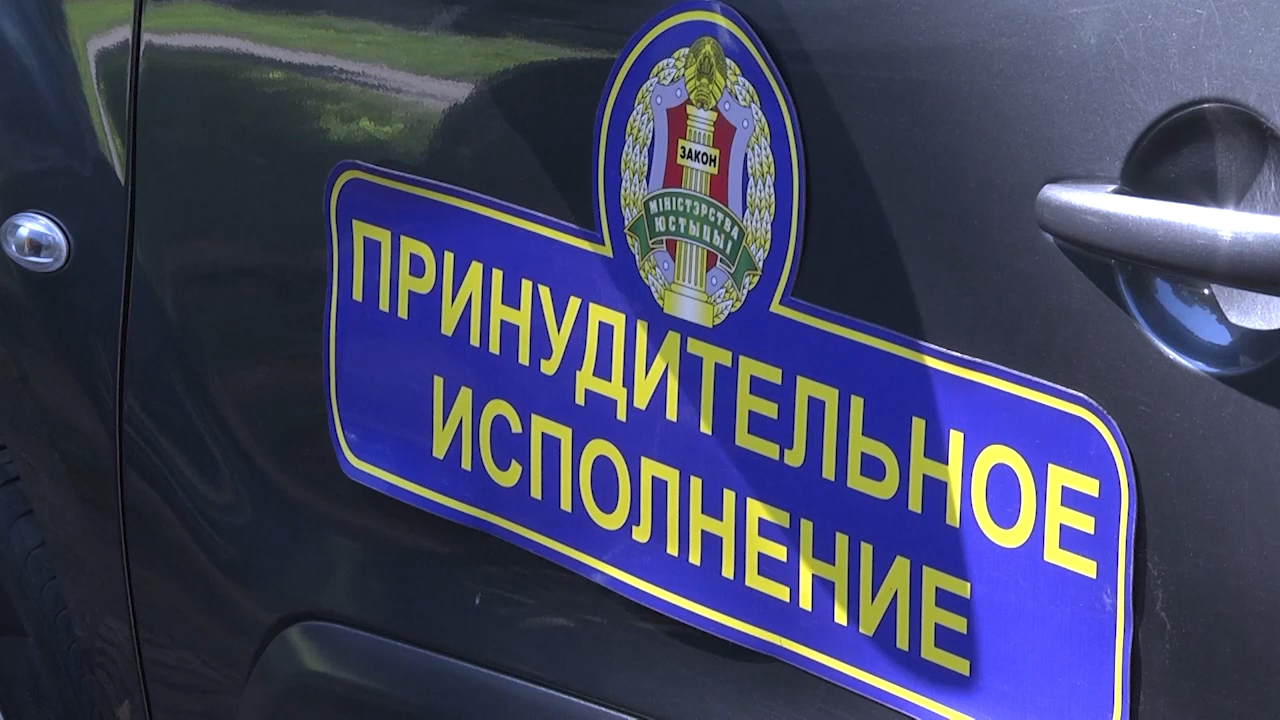 ЗАКОН
МІНІСТЭРСТВА
ЮСТЫЦЫІ
ПРИНУДИТЕЛЬНОЕ
ИСПОЛНЕНИЕ